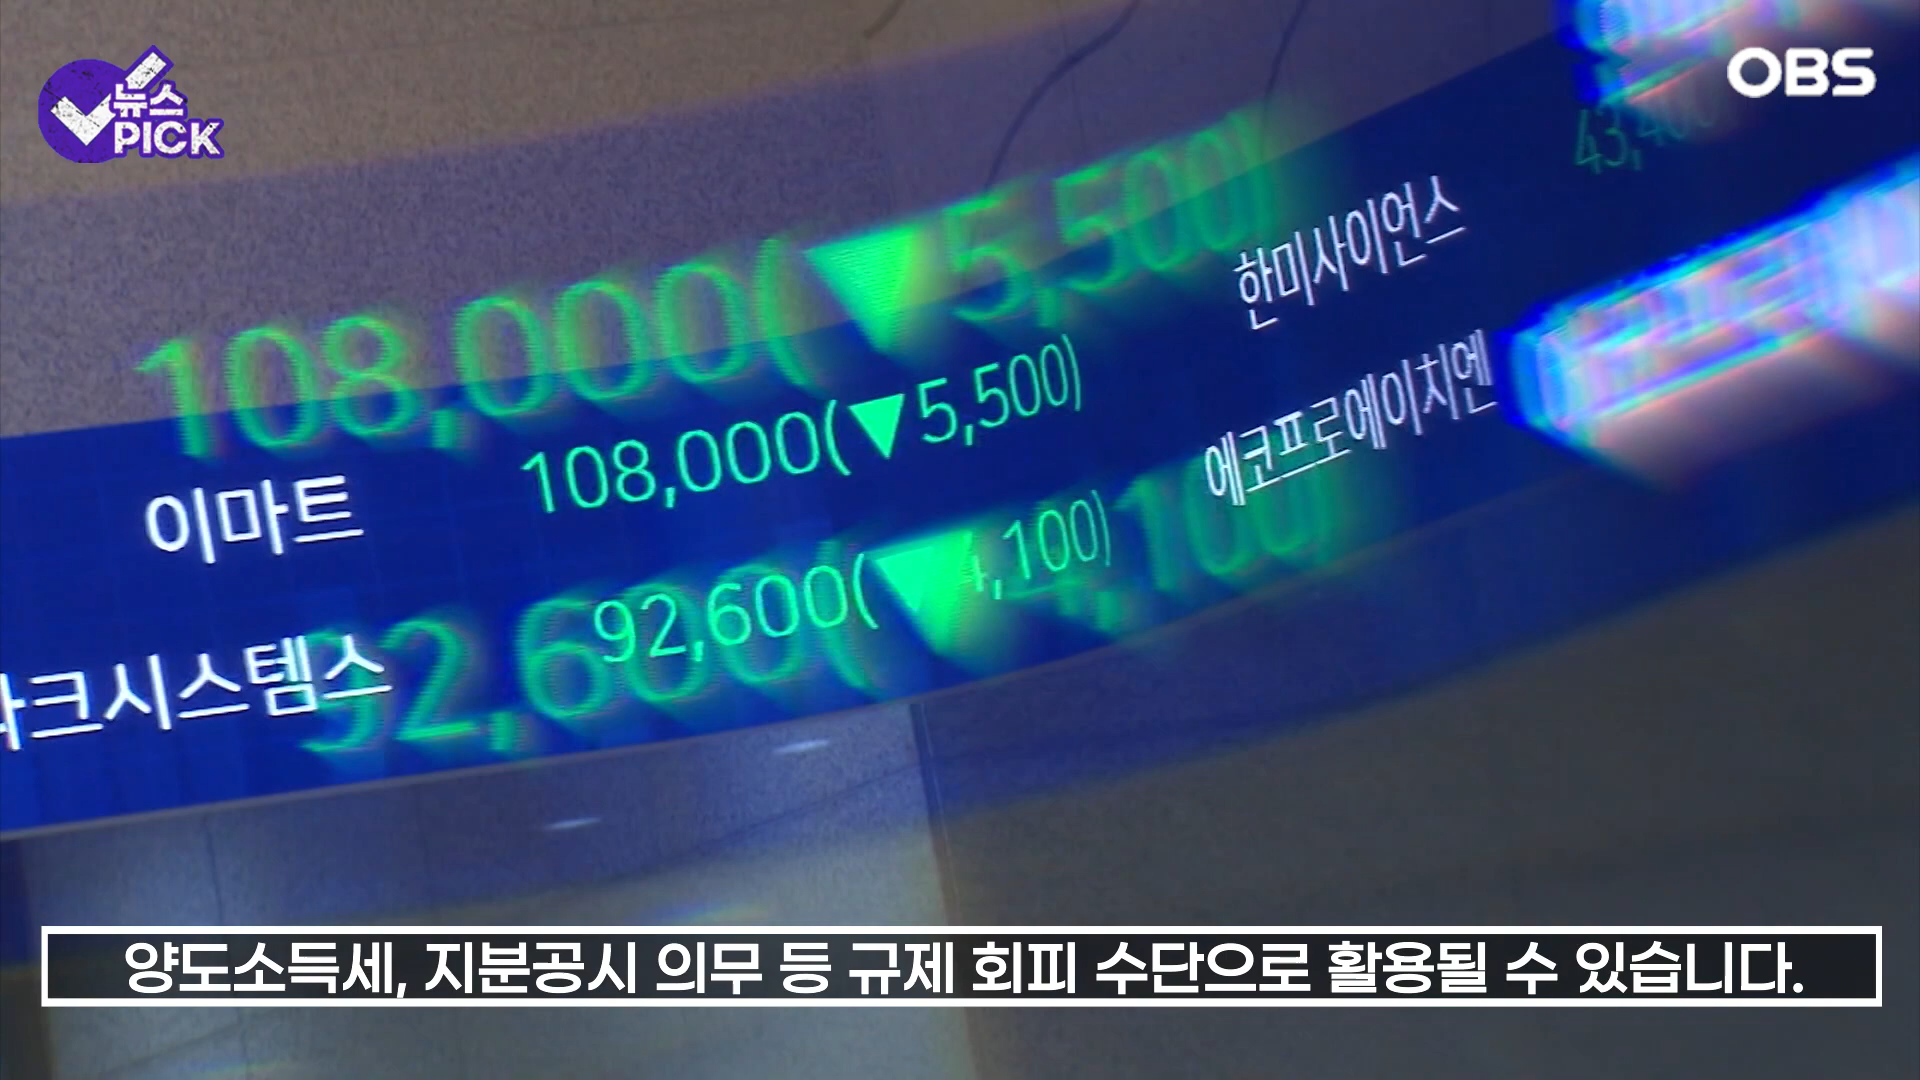 뉴스
PICK
OBS
108,000(▼5,500)
한미사이언스
이마트
108,000(▼5,500)
에코프로에이치엔
92,600(▼4,100)
파크시스템스
양도소득세, 지분공시 의무 등 규제 회피 수단으로 활용될 수 있습니다.